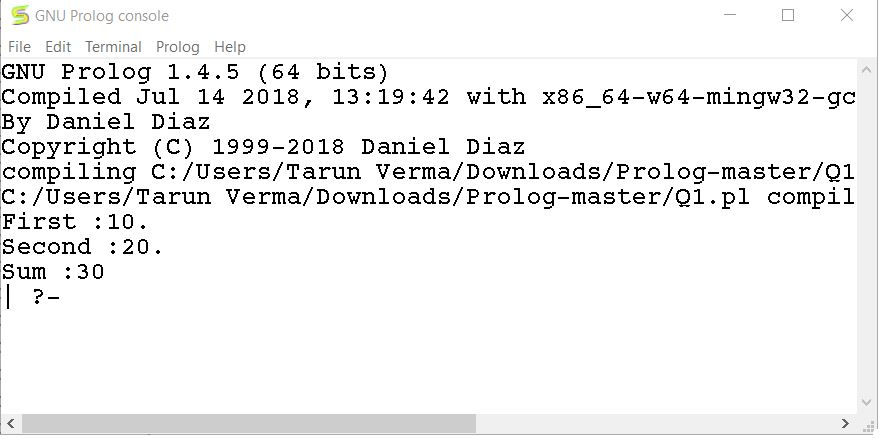 GNU Prolog console
File Edit Terminal Prolog Help
GNU Prolog 1.4.5 (64 bits)
Compiled Jul 14 2018, 13:19:42 with x86_64-w64-mingw32-gc
By Daniel Diaz
Copyright (C) 1999-2018 Daniel Diaz
compiling C:/Users/Tarun Verma/Downloads/Prolog-master/Q1
C:/Users/Tarun Verma/Downloads/Prolog-master/Q1.pl compil
First :10.
Second :20.
Sum :30
| ?-